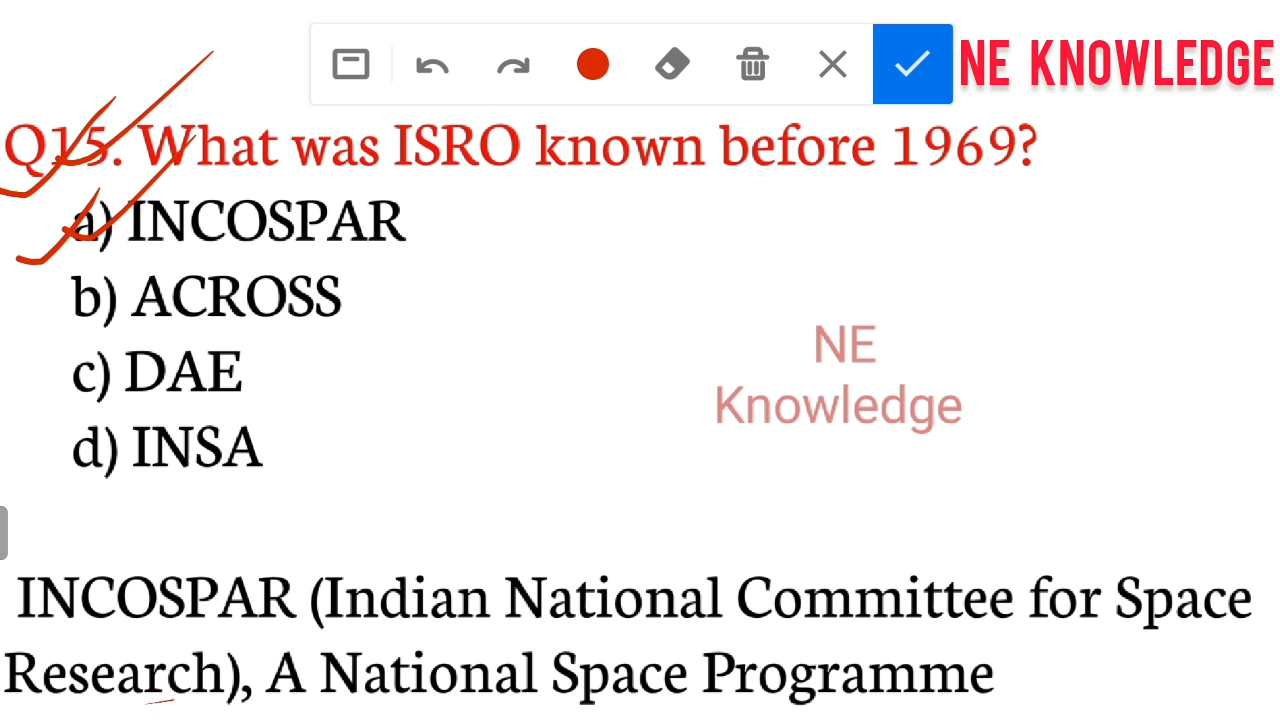 NE KNOWLEDGE
Q15. What was ISRO known before 1969?
a) INCOSPAR
b) ACROSS
c) DAE
d) INSA
NE
Knowledge
INCOSPAR (Indian National Committee for Space
Research), A National Space Programme